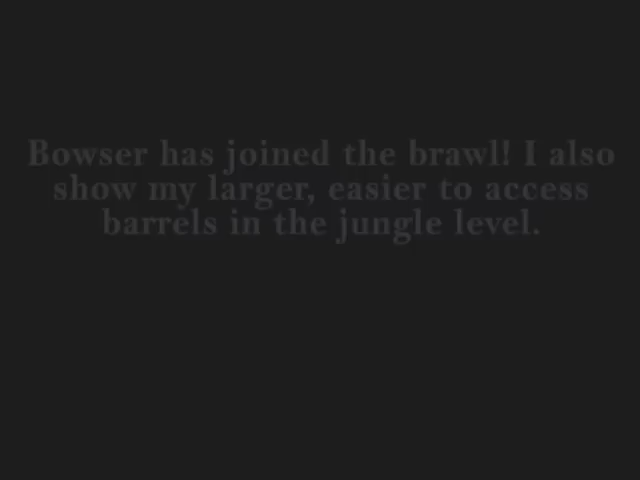 Bowser has joined the brawl! I also
show my larger, easier to access
barrels in the jungle level.